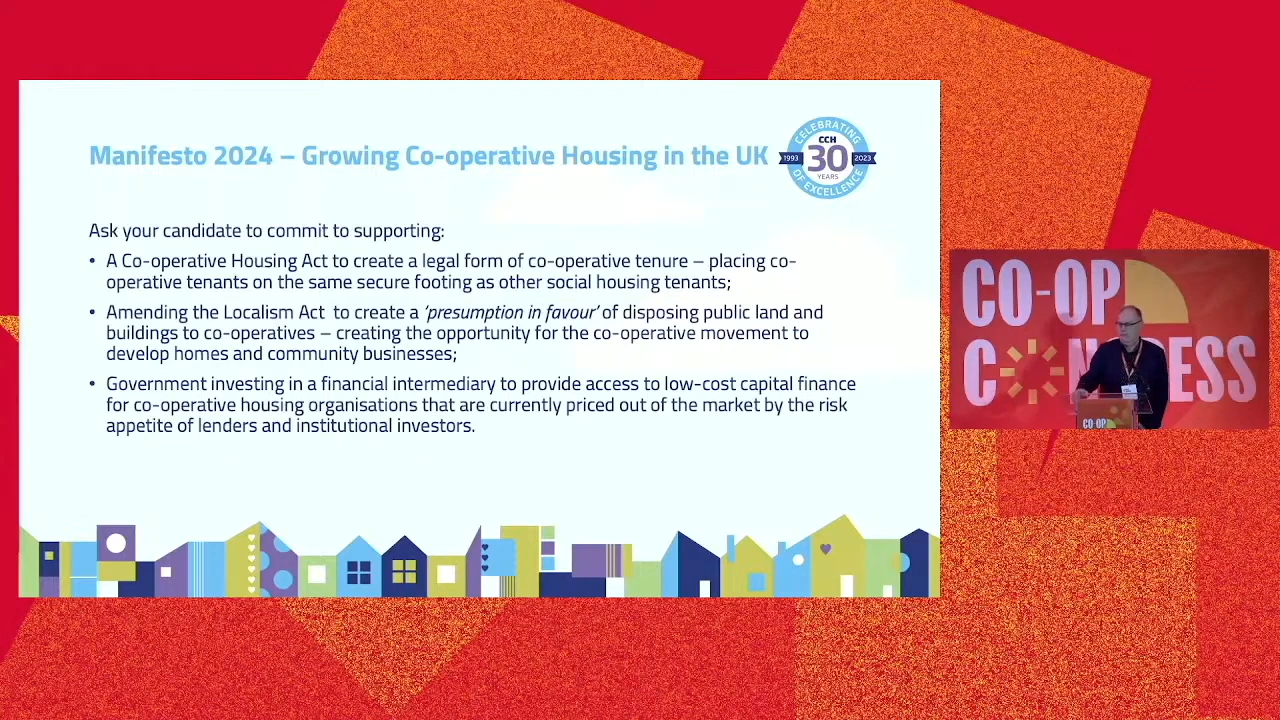 Manifesto 2024 – Growing Co-operative Housing in the UK
CELEBRATING
CCH
1993 30 2023
YEARS
OF EXCELLENCE
Ask your candidate to commit to supporting:
• A Co-operative Housing Act to create a legal form of co-operative tenure – placing co-
operative tenants on the same secure footing as other social housing tenants;
• Amending the Localism Act to create a ‘presumption in favour’ of disposing public land and
buildings to co-operatives – creating the opportunity for the co-operative movement to
develop homes and community businesses;
• Government investing in a financial intermediary to provide access to low-cost capital finance
for co-operative housing organisations that are currently priced out of the market by the risk
appetite of lenders and institutional investors.
CO-OP
C NGRESS
CO-OP